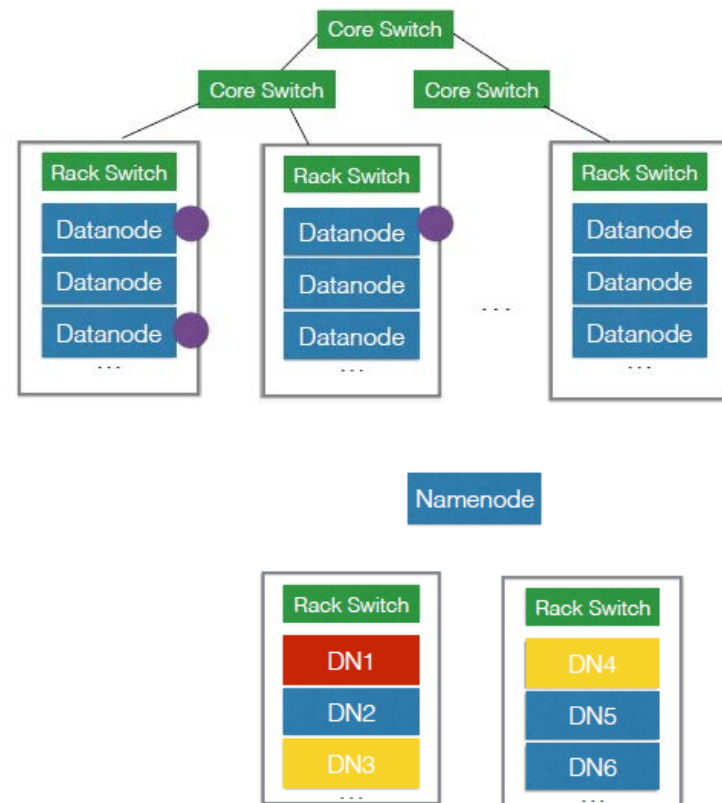 Core Switch
Core Switch
Core Switch
Rack Switch
Datanode
Datanode
Datanode
...
Rack Switch
Datanode
Datanode
Datanode
...
...
Rack Switch
Datanode
Datanode
Datanode
...
Namenode
Rack Switch
DN1
DN2
DN3
...
Rack Switch
DN4
DN5
DN6
...